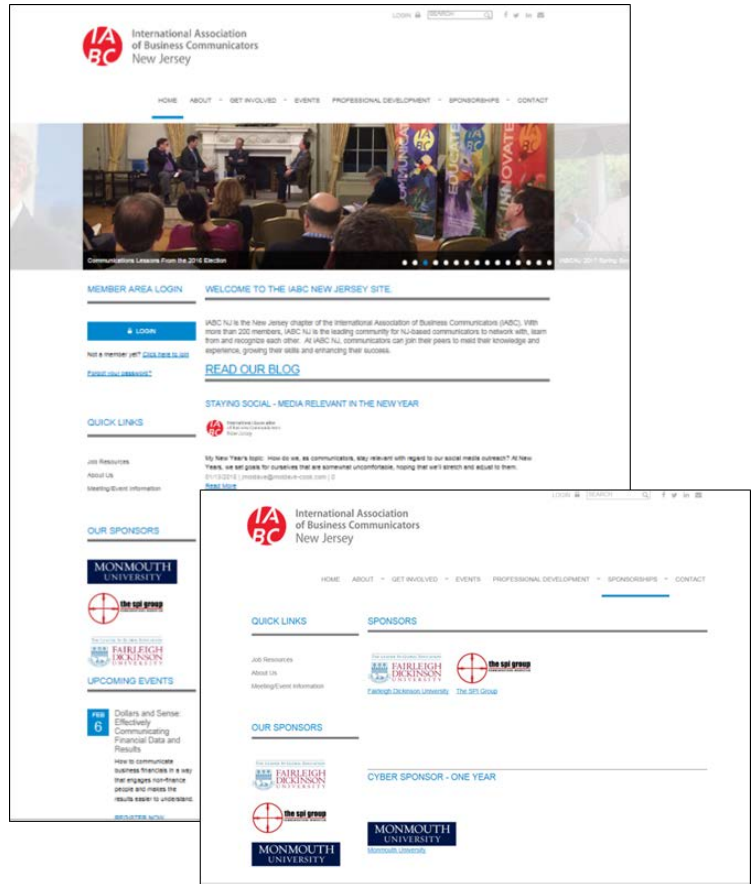 LOGIN
SEARCH
IABC
International Association
of Business Communicators
New Jersey
HOME ABOUT GET INVOLVED EVENTS PROFESSIONAL DEVELOPMENT SPONSORSHIPS CONTACT
COMMUNICATE
EDUCATE
INNOVATE
Communications Lessons From the 2016 Election
MEMBER AREA LOGIN
LOGIN
Not a member yet? Click here to join
Forgot your password?
QUICK LINKS
Job Resources
About Us
Meeting/Event Information
OUR SPONSORS
MONMOUTH
UNIVERSITY
the spi group
FAIRLEIGH
DICKINSON
UNIVERSITY
UPCOMING EVENTS
FEB
6
Dollars and Sense:
Effectively
Communicating
Financial Data and
Results
How to communicate
business financials in a way
that engages non-finance
people and makes the
results easier to understand.
REGISTER NOW
WELCOME TO THE IABC NEW JERSEY SITE.
IABC NJ is the New Jersey chapter of the International Association of Business Communicators (IABC). With
more than 200 members, IABC NJ is the leading community for NJ-based communicators to network with, learn
from and recognize each other. At IABC NJ, communicators can join their peers to meld their knowledge and
experience, growing their skills and enhancing their success.
READ OUR BLOG
STAYING SOCIAL - MEDIA RELEVANT IN THE NEW YEAR
IABC
International Association
of Business Communicators
New Jersey
My New Year's topic: How do we, as communicators, stay relevant with regard to our social media outreach? At New
Years, we set goals for ourselves that are somewhat uncomfortable, hoping that we'll stretch and adjust to them.
Read More
LOGIN
SEARCH
IABC
International Association
of Business Communicators
New Jersey
HOME ABOUT GET INVOLVED EVENTS PROFESSIONAL DEVELOPMENT SPONSORSHIPS CONTACT
QUICK LINKS
Job Resources
About Us
Meeting/Event Information
OUR SPONSORS
FAIRLEIGH
DICKINSON
UNIVERSITY
the spi group
MONMOUTH
UNIVERSITY
SPONSORS
FAIRLEIGH
DICKINSON
UNIVERSITY
the spi group
Fairleigh Dickinson University The SPI Group
CYBER SPONSOR - ONE YEAR
MONMOUTH
UNIVERSITY
Monmouth University